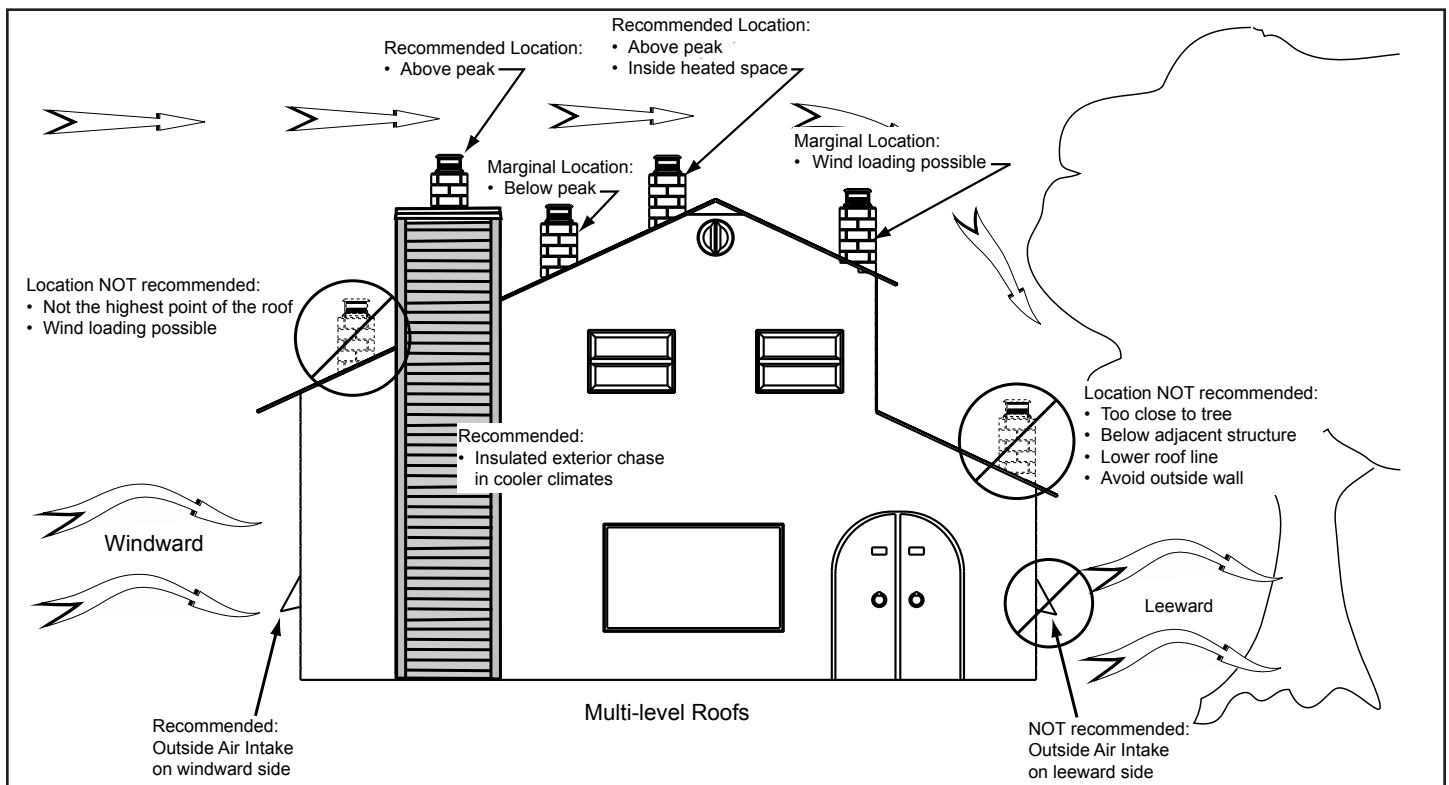 Recommended Location:
• Above peak
Recommended Location:
• Above peak
• Inside heated space
Marginal Location:
• Below peak
Marginal Location:
• Wind loading possible
Location NOT recommended:
• Not the highest point of the roof
• Wind loading possible
Recommended:
• Insulated exterior chase
in cooler climates
Location NOT recommended:
• Too close to tree
• Below adjacent structure
• Lower roof line
• Avoid outside wall
Windward
Leeward
Multi-level Roofs
Recommended:
Outside Air Intake
on windward side
NOT recommended:
Outside Air Intake
on leeward side